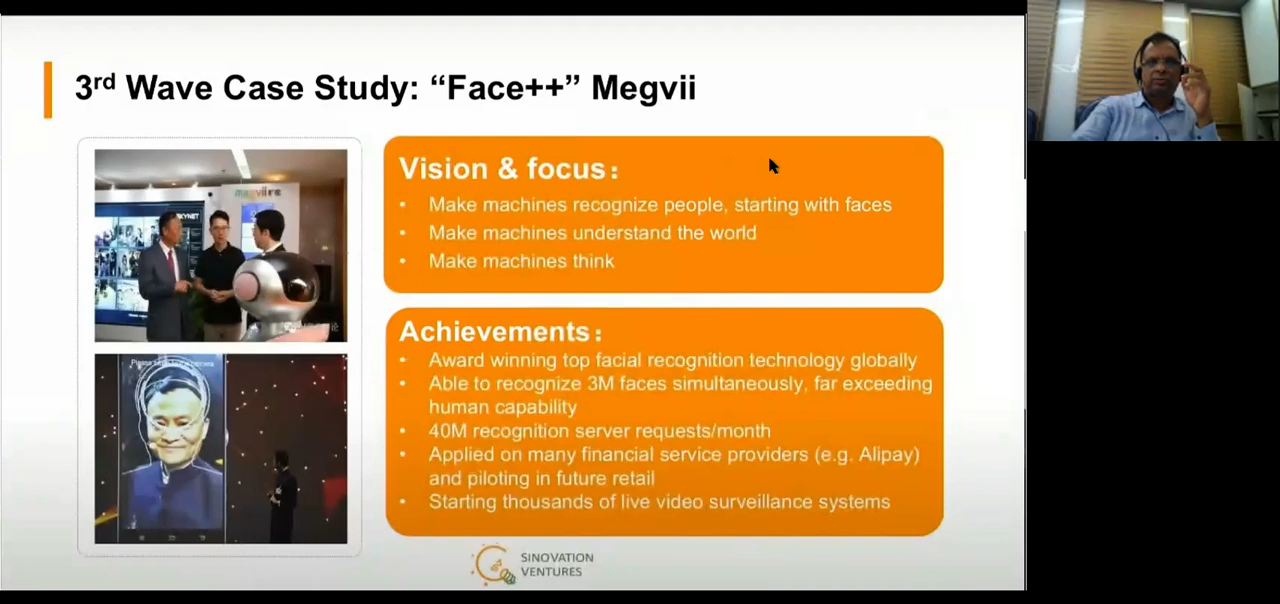 3rd Wave Case Study: “Face++” Megvii
SKYNET
Vision & focus：
• Make machines recognize people, starting with faces
• Make machines understand the world
• Make machines think
Achievements：
• Award winning top facial recognition technology globally
• Able to recognize 3M faces simultaneously, far exceeding
human capability
• 40M recognition server requests/month
• Applied on many financial service providers (e.g. Alipay)
and piloting in future retail
• Starting thousands of live video surveillance systems
SINOVATION
VENTURES